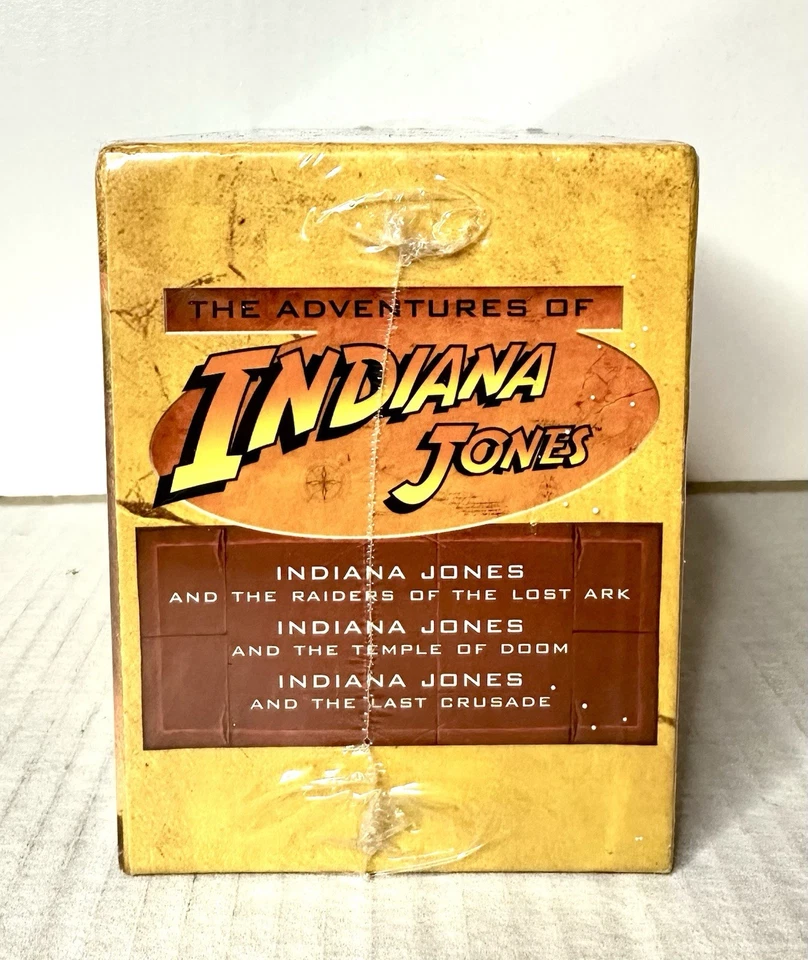 THE ADVENTURES OF
INDIANA
JONES™
INDIANA JONES
AND THE RAIDERS OF THE LOST ARK
INDIANA JONES
AND THE TEMPLE OF DOOM
INDIANA JONES
AND THE LAST CRUSADE